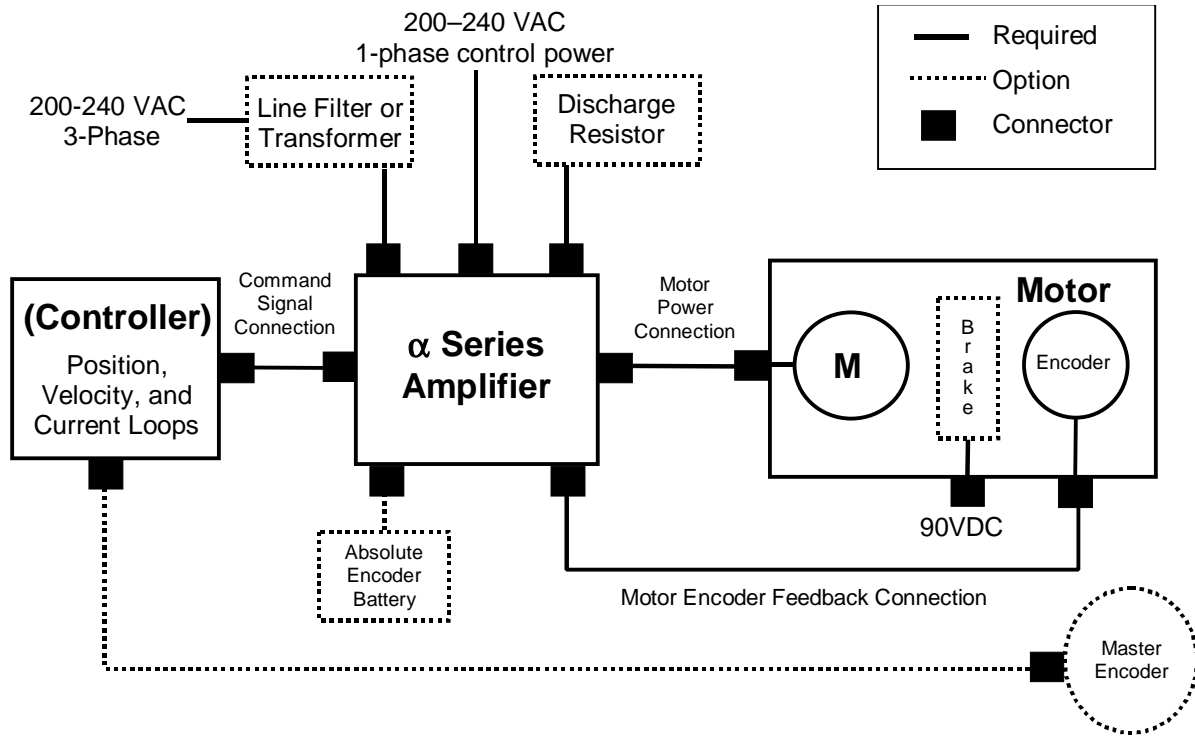 200–240 VAC
1-phase control power
200-240 VAC
3-Phase
Line Filter or
Transformer
Discharge
Resistor
Required
Option
Connector
(Controller)
Position,
Velocity, and
Current Loops
Command
Signal
Connection
α Series
Amplifier
Motor
Power
Connection
Motor
M
B
r
a
k
e
Encoder
90VDC
Absolute
Encoder
Battery
Motor Encoder Feedback Connection
Master
Encoder